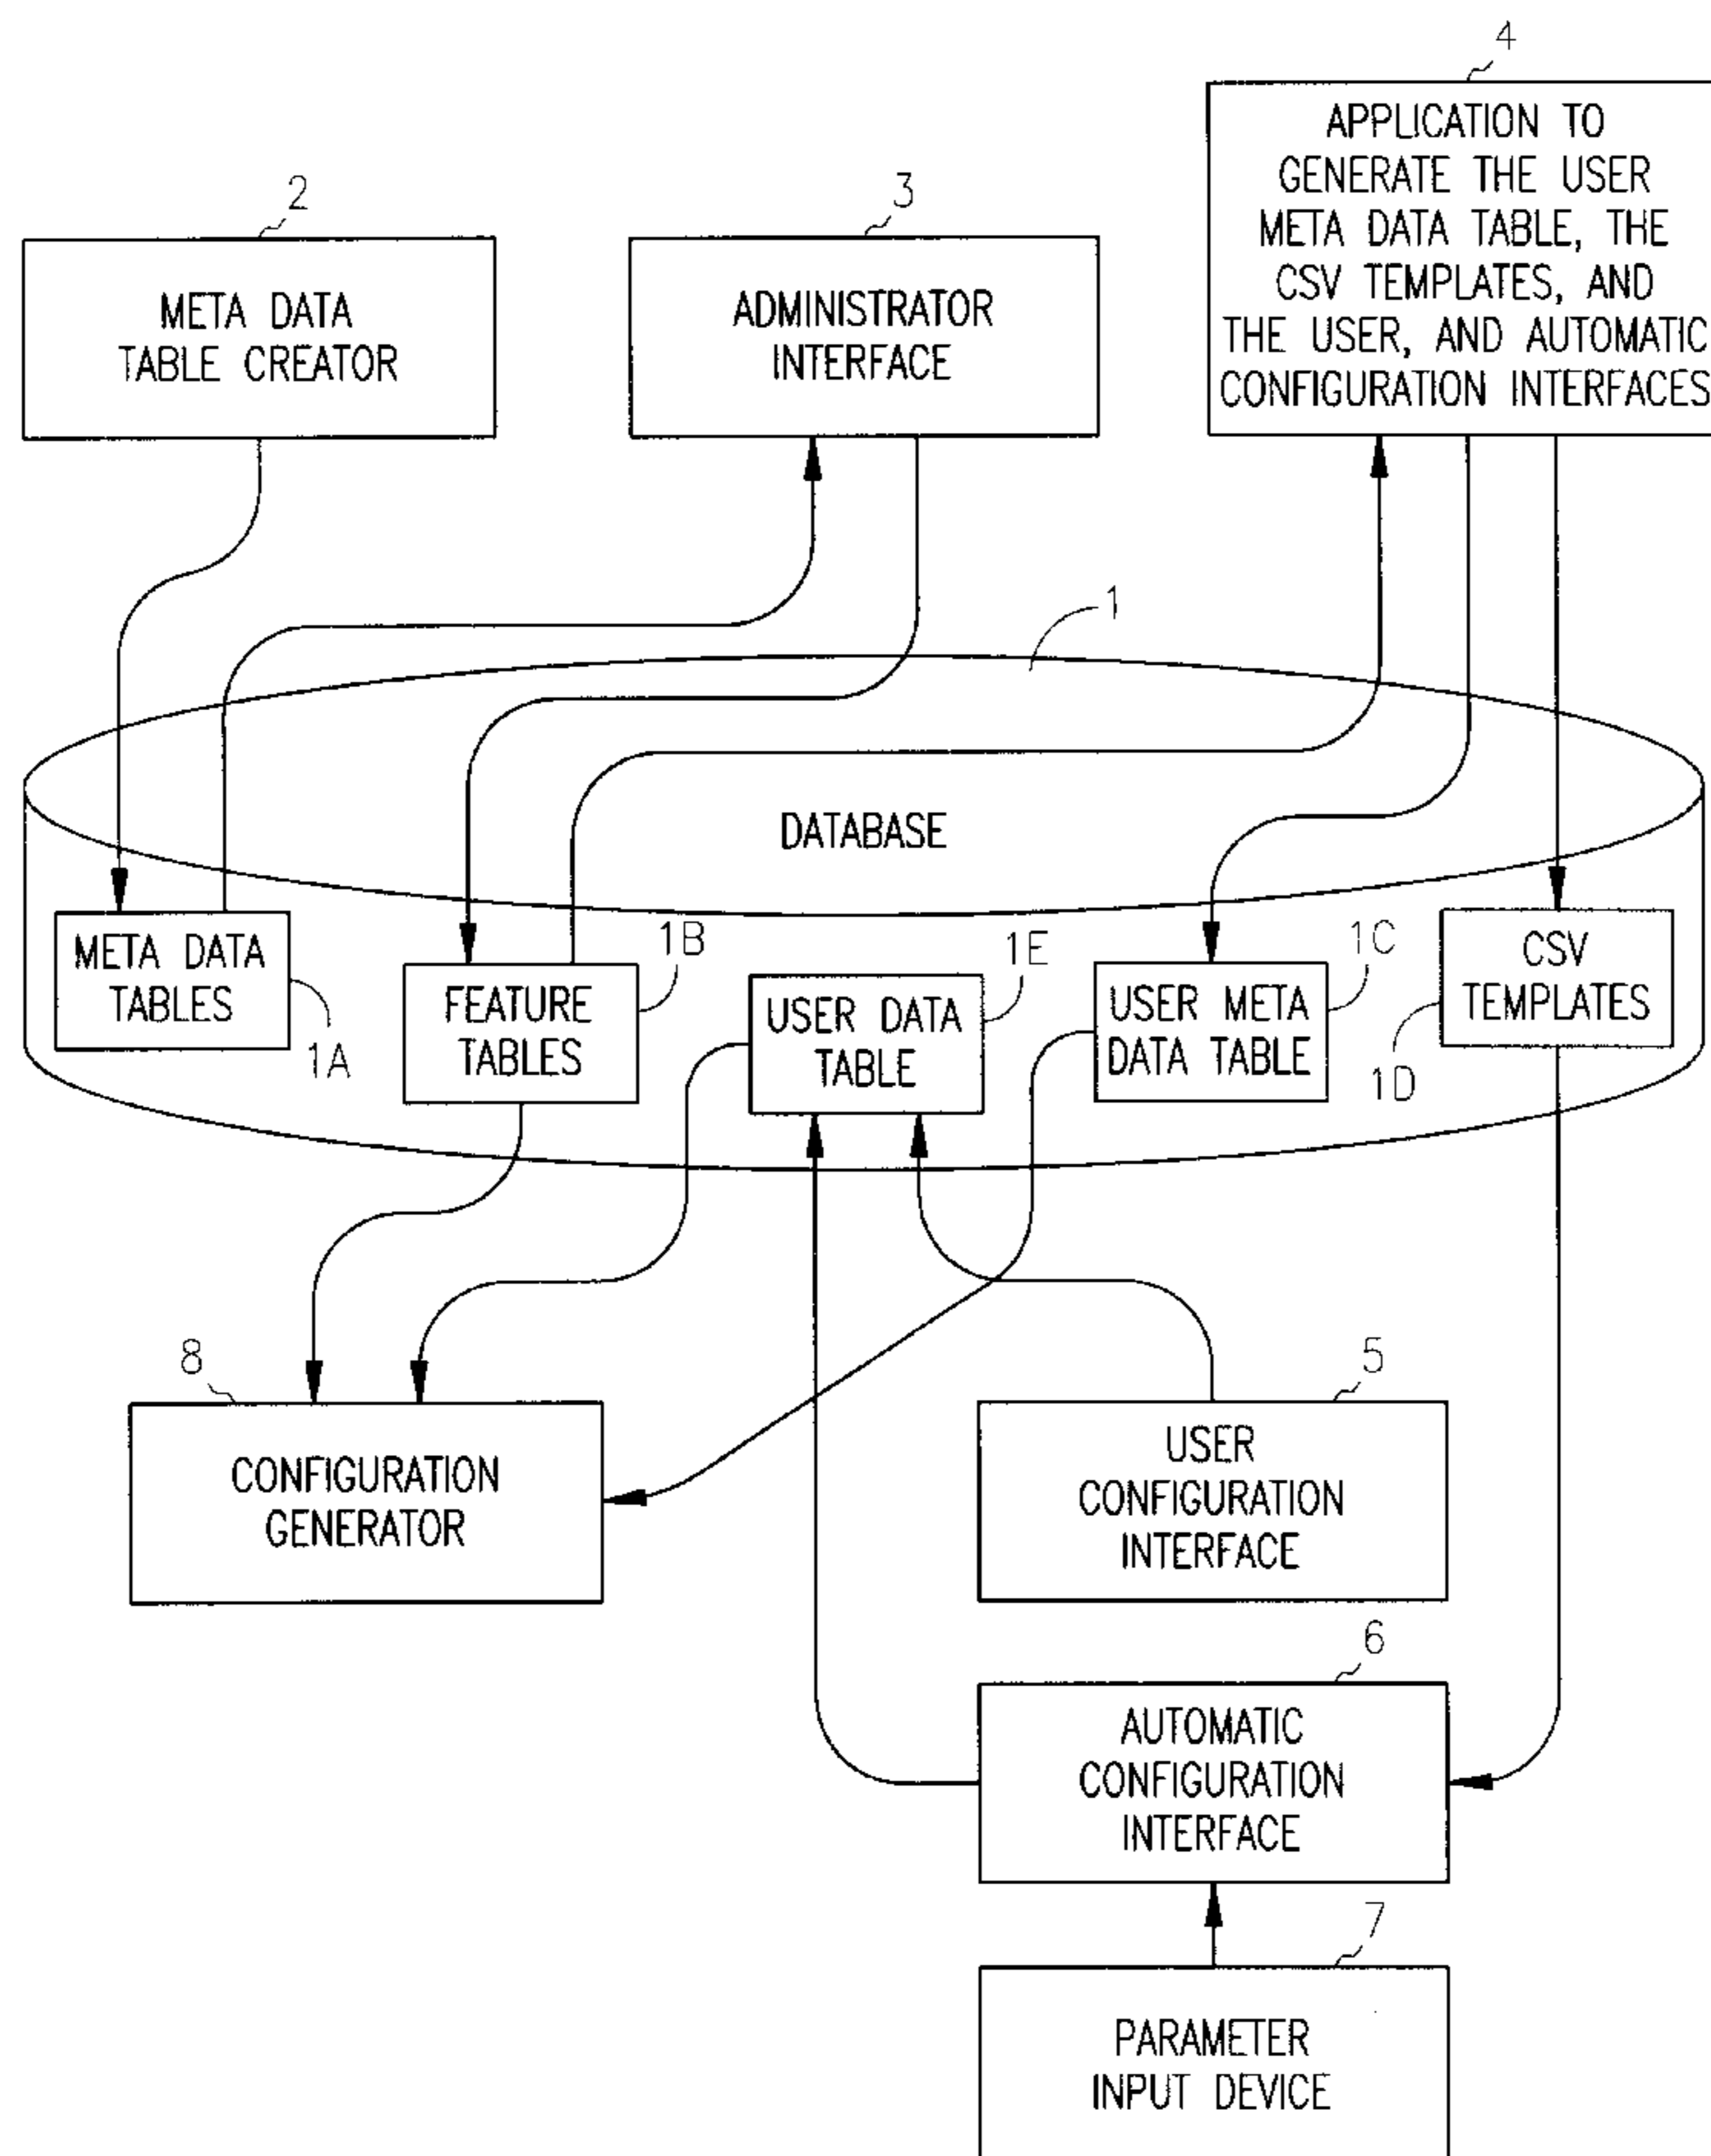 4
APPLICATION TO
GENERATE THE USER
META DATA TABLE, THE
CSV TEMPLATES, AND
THE USER, AND AUTOMATIC
CONFIGURATION INTERFACES
2
META DATA
TABLE CREATOR
3
ADMINISTRATOR
INTERFACE
1
DATABASE
META DATA
TABLES
1A
FEATURE
TABLES
1B
USER DATA
TABLE
1E
USER META
DATA TABLE
1C
CSV
TEMPLATES
1D
8
CONFIGURATION
GENERATOR
5
USER
CONFIGURATION
INTERFACE
6
AUTOMATIC
CONFIGURATION
INTERFACE
7
PARAMETER
INPUT DEVICE